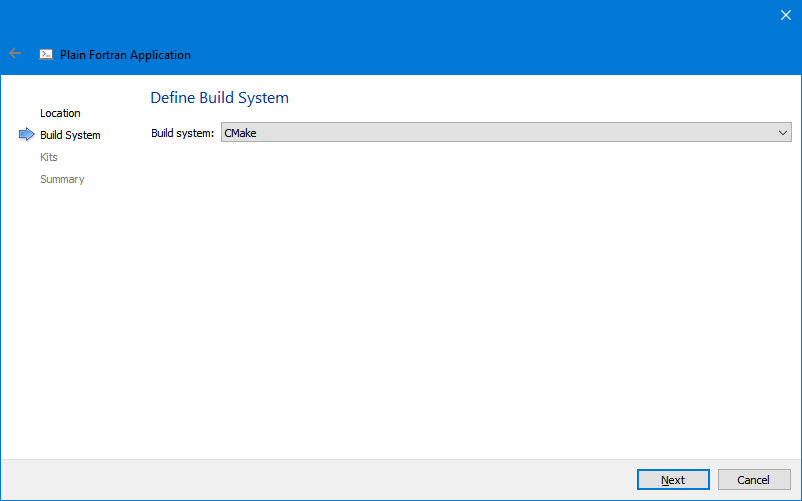 Plain Fortran Application
Location
Build System
Kits
Summary
Define Build System
Build system: CMake
Next
Cancel